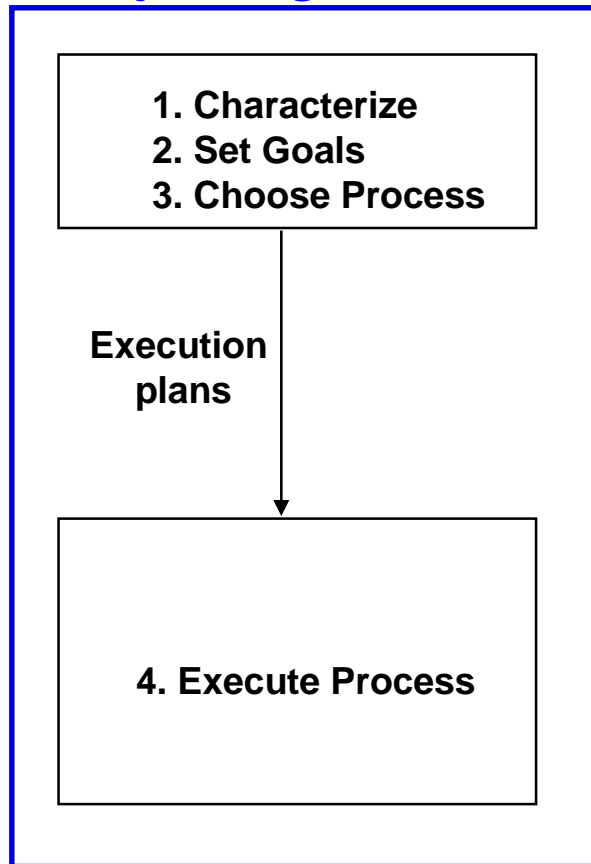 1. Characterize
2. Set Goals
3. Choose Process
Execution
plans
4. Execute Process